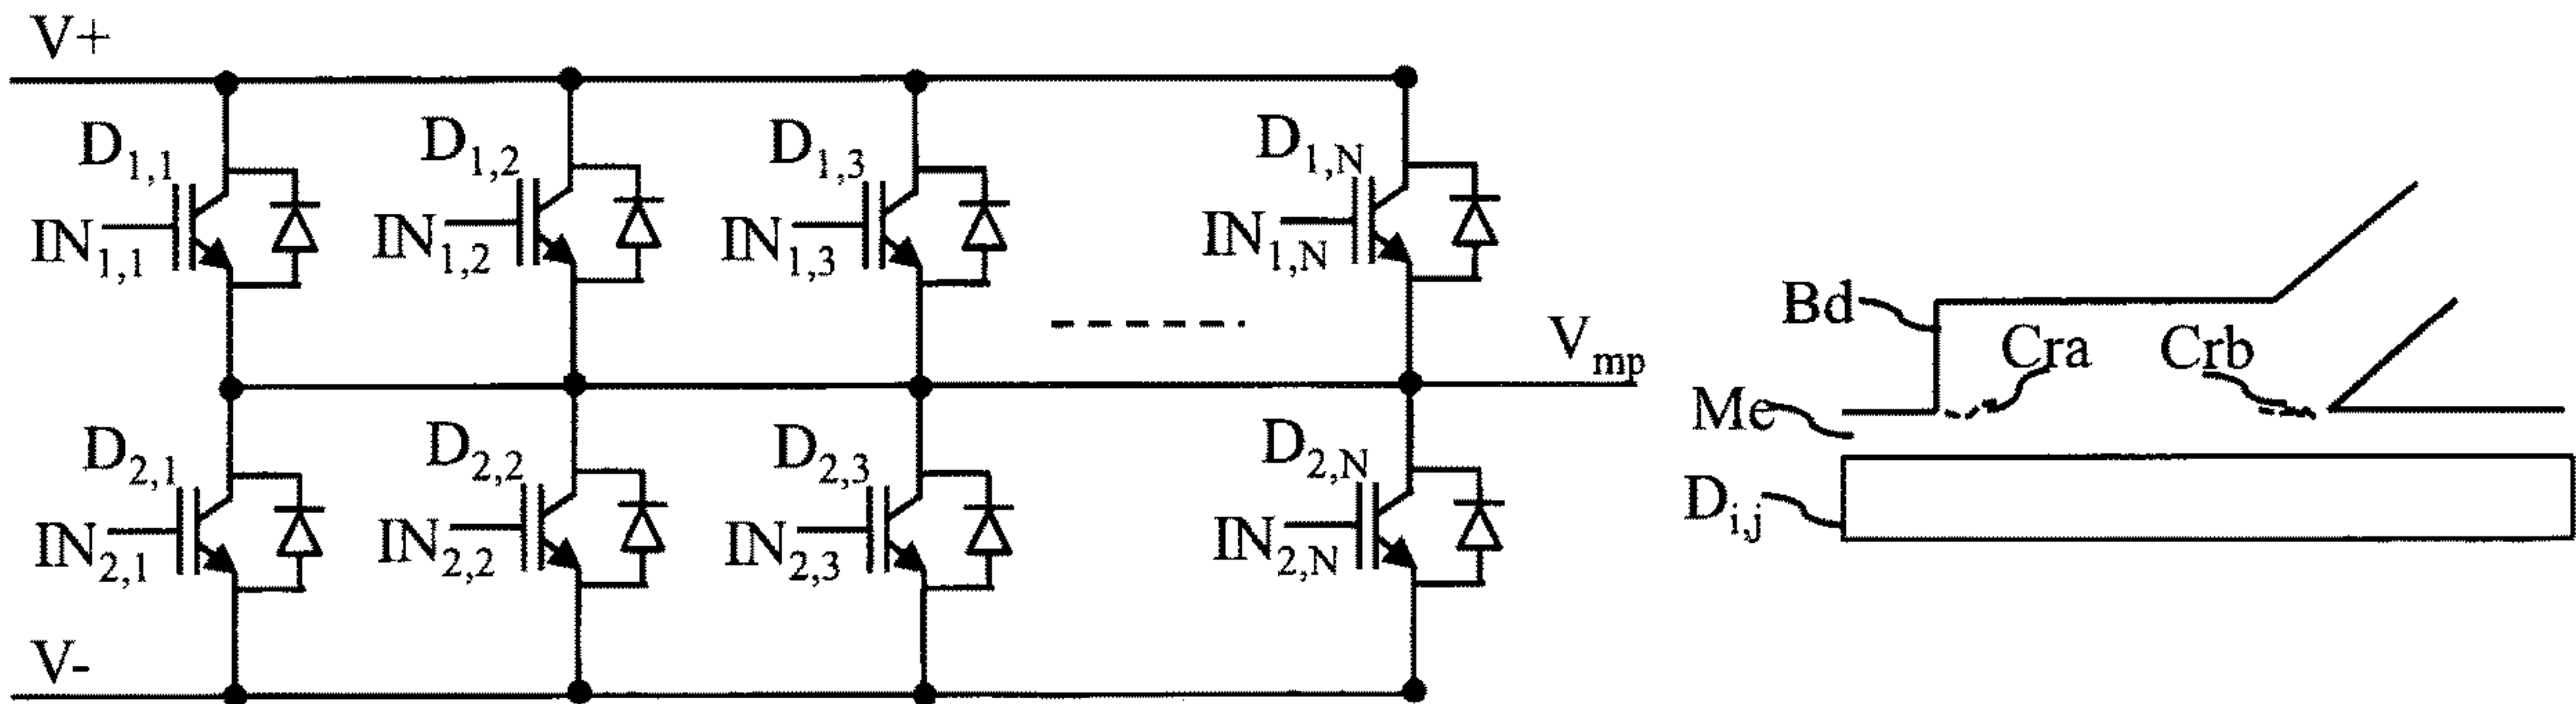 V+
D1,1
D1,2
D1,3
D1,N
IN1,1
IN1,2
IN1,3
IN1,N
Vmp
D2,1
D2,2
D2,3
D2,N
IN2,1
IN2,2
IN2,3
IN2,N
V-
Bd
Cra
Crb
Me
Di,j